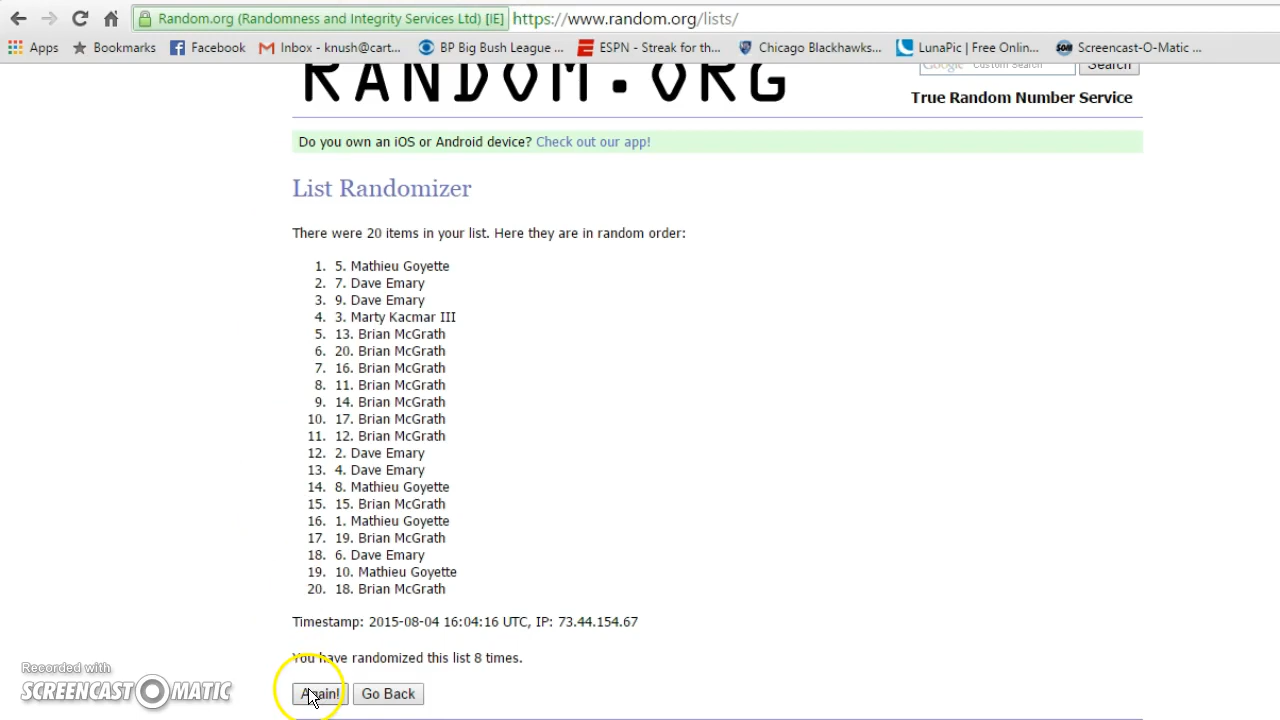 Random.org (Randomness and Integrity Services Ltd) [IE] https://www.random.org/lists/
Apps Bookmarks Facebook Inbox - knush@cart... BP Big Bush League ... ESPN - Streak for th... Chicago Blackhawks... LunaPic | Free Onlin... Screencast-O-Matic ...
RANDOM.ORG
Google Custom Search Search
True Random Number Service
Do you own an iOS or Android device? Check out our app!
List Randomizer
There were 20 items in your list. Here they are in random order:
1. 5. Mathieu Goyette
2. 7. Dave Emary
3. 9. Dave Emary
4. 3. Marty Kacmar III
5. 13. Brian McGrath
6. 20. Brian McGrath
7. 16. Brian McGrath
8. 11. Brian McGrath
9. 14. Brian McGrath
10. 17. Brian McGrath
11. 12. Brian McGrath
12. 2. Dave Emary
13. 4. Dave Emary
14. 8. Mathieu Goyette
15. 15. Brian McGrath
16. 1. Mathieu Goyette
17. 19. Brian McGrath
18. 6. Dave Emary
19. 10. Mathieu Goyette
20. 18. Brian McGrath
Timestamp: 2015-08-04 16:04:16 UTC, IP: 73.44.154.67
You have randomized this list 8 times.
Again! Go Back
Recorded with
SCREENCAST-O-MATIC